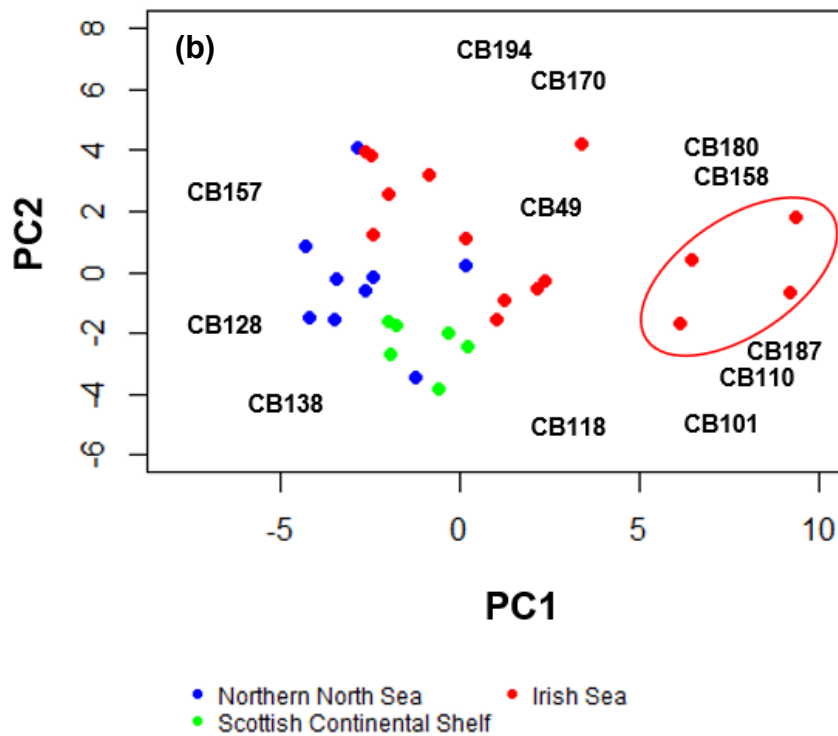 (b)
CB194
CB170
CB180
CB158
CB157
CB49
CB128
CB187
CB110
CB138
CB118
CB101
8
6
4
2
0
-2
-4
-6
PC2
-5 0 5 10
PC1
Northern North Sea Irish Sea
Scottish Continental Shelf